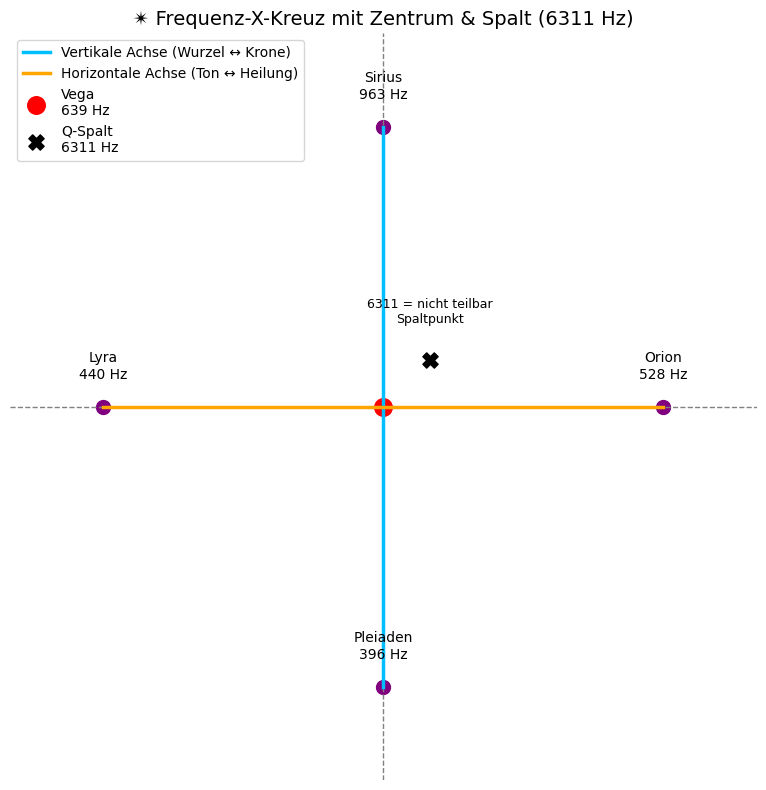 ✴ Frequenz-X-Kreuz mit Zentrum & Spalt (6311 Hz)
Vertikale Achse (Wurzel ↔ Krone)
Horizontale Achse (Ton ↔ Heilung)
Vega
639 Hz
Q-Spalt
6311 Hz
Sirius
963 Hz
6311 = nicht teilbar
Spaltpunkt
Lyra
440 Hz
Orion
528 Hz
Pleiaden
396 Hz